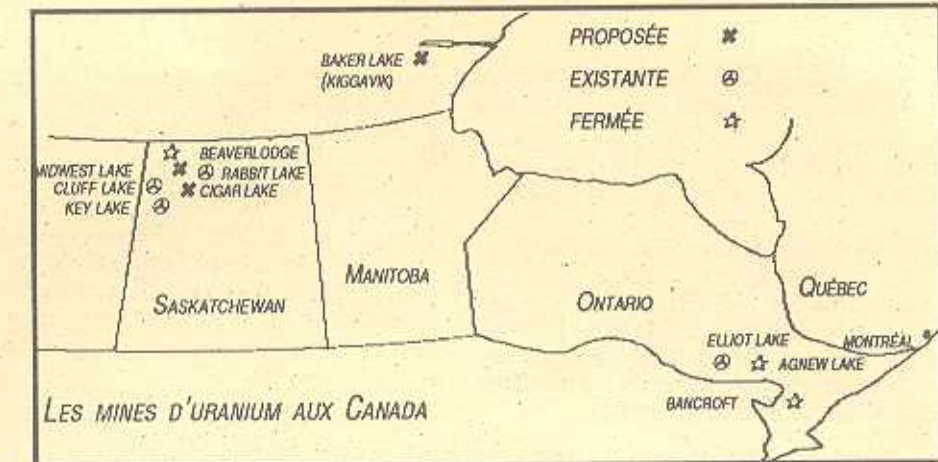 PROPOSÉE
EXISTANTE
FERMÉE
BAKER LAKE
(KIGGAVIK)
BEAVERLODGE
MIDWEST LAKE
RABBIT LAKE
CLUFF LAKE
CIGAR LAKE
KEY LAKE
SASKATCHEWAN
MANITOBA
ONTARIO
QUÉBEC
MONTRÉAL
ELLIOT LAKE
AGNEW LAKE
BANCROFT
LES MINES D'URANIUM AUX CANADA